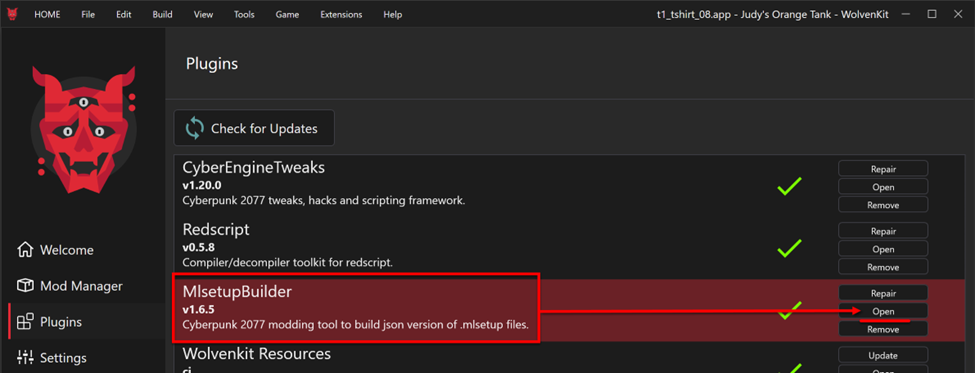 HOME File Edit Build View Tools Game Extensions Help t1_tshirt_08.app - Judy's Orange Tank - WolvenKit
Plugins
Check for Updates
CyberEngineTweaks
v1.20.0
Cyberpunk 2077 tweaks, hacks and scripting framework.
Repair
Open
Remove
Redscript
v0.5.8
Compiler/decompiler toolkit for redscript.
Repair
Open
Remove
MlsetupBuilder
v1.6.5
Cyberpunk 2077 modding tool to build json version of .mlsetup files.
Repair
Open
Remove
Wolvenkit Resources
Update
Welcome
Mod Manager
Plugins
Settings